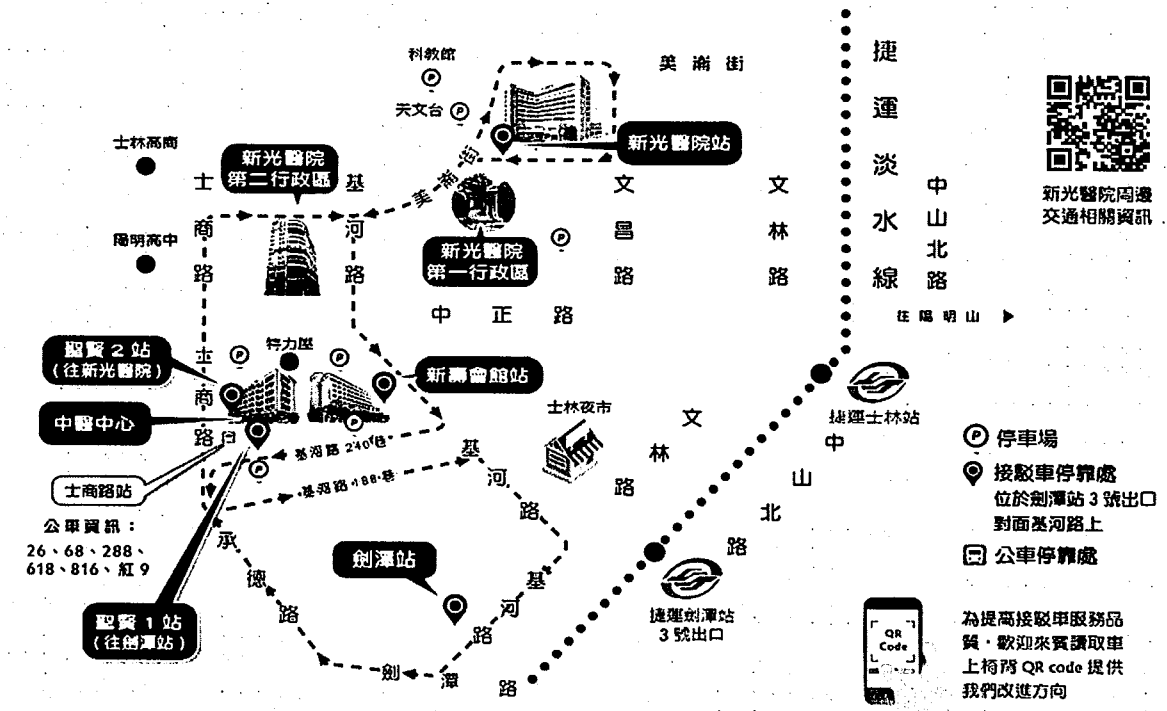 科教館
天文台
美崙街
捷運淡水線
新光醫院站
士林高商
新光醫院
第二行政區
士商路
基河路
美崙街
文昌路
文林路
中山北路
新光醫院周邊
交通相關資訊
陽明高中
新光醫院
第一行政區
中正路
往陽明山
聖賢 2 站
(往新光醫院)
特力屋
新壽會館站
士商路
中醫中心
士林夜市
文林路
捷運士林站
中山北路
基河路 240 巷
基河路 188 巷
基河路
士商路站
公車資訊：
26、68、288、
618、816、紅 9
承德路
劍潭站
基河路
聖賢 1 站
(往劍潭站)
劍潭路
捷運劍潭站
3 號出口
P 停車場
接駁車停靠處
位於劍潭站 3 號出口
對面基河路上
公車停靠處
QR
Code
為提高接駁車服務品
質，歡迎來賓讀取車
上椅背 QR code 提供
我們改進方向